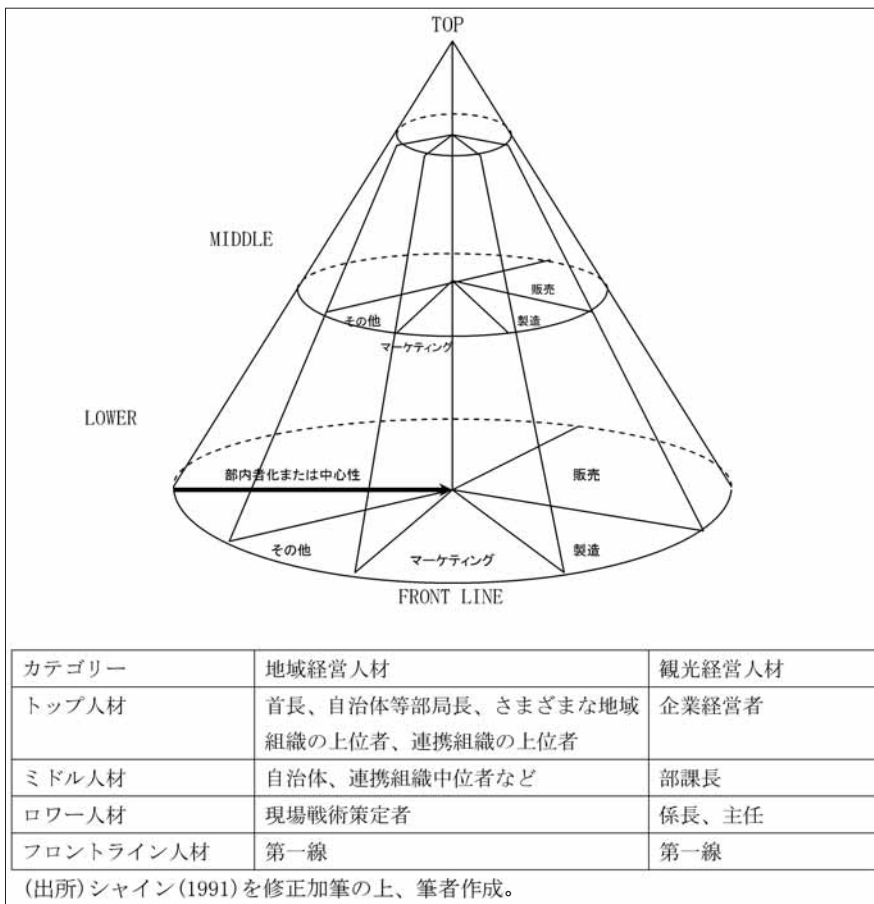 TOP
MIDDLE
販売
その他
製造
マーケティング
LOWER
部内者化または中心性
販売
その他
マーケティング
製造
FRONT LINE
カテゴリー 地域経営人材 観光経営人材
トップ人材 首長、自治体等部局長、さまざまな地域 企業経営者
組織の上位者、連携組織の上位者
ミドル人材 自治体、連携組織中位者など 部課長
ロワー人材 現場戦術策定者 係長、主任
フロントライン人材 第一線 第一線
(出所)シャイン(1991)を修正加筆の上、筆者作成。